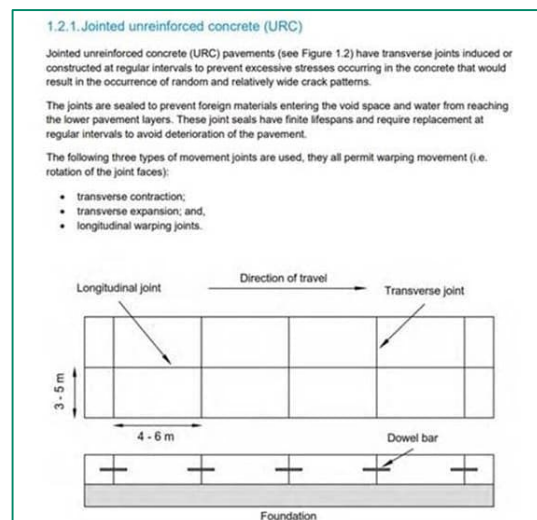 1.2.1. Jointed unreinforced concrete (URC)
Jointed unreinforced concrete (URC) pavements (see Figure 1.2) have transverse joints induced or
constructed at regular intervals to prevent excessive stresses occurring in the concrete that would
result in the occurrence of random and relatively wide crack patterns.
The joints are sealed to prevent foreign materials entering the void space and water from reaching
the lower pavement layers. These joint seals have finite lifespans and require replacement at
regular intervals to avoid deterioration of the pavement.
The following three types of movement joints are used, they all permit warping movement (i.e.
rotation of the joint faces):
• transverse contraction;
• transverse expansion; and,
• longitudinal warping joints.
Direction of travel
Longitudinal joint
Transverse joint
3 - 5 m
4 - 6 m
Dowel bar
Foundation